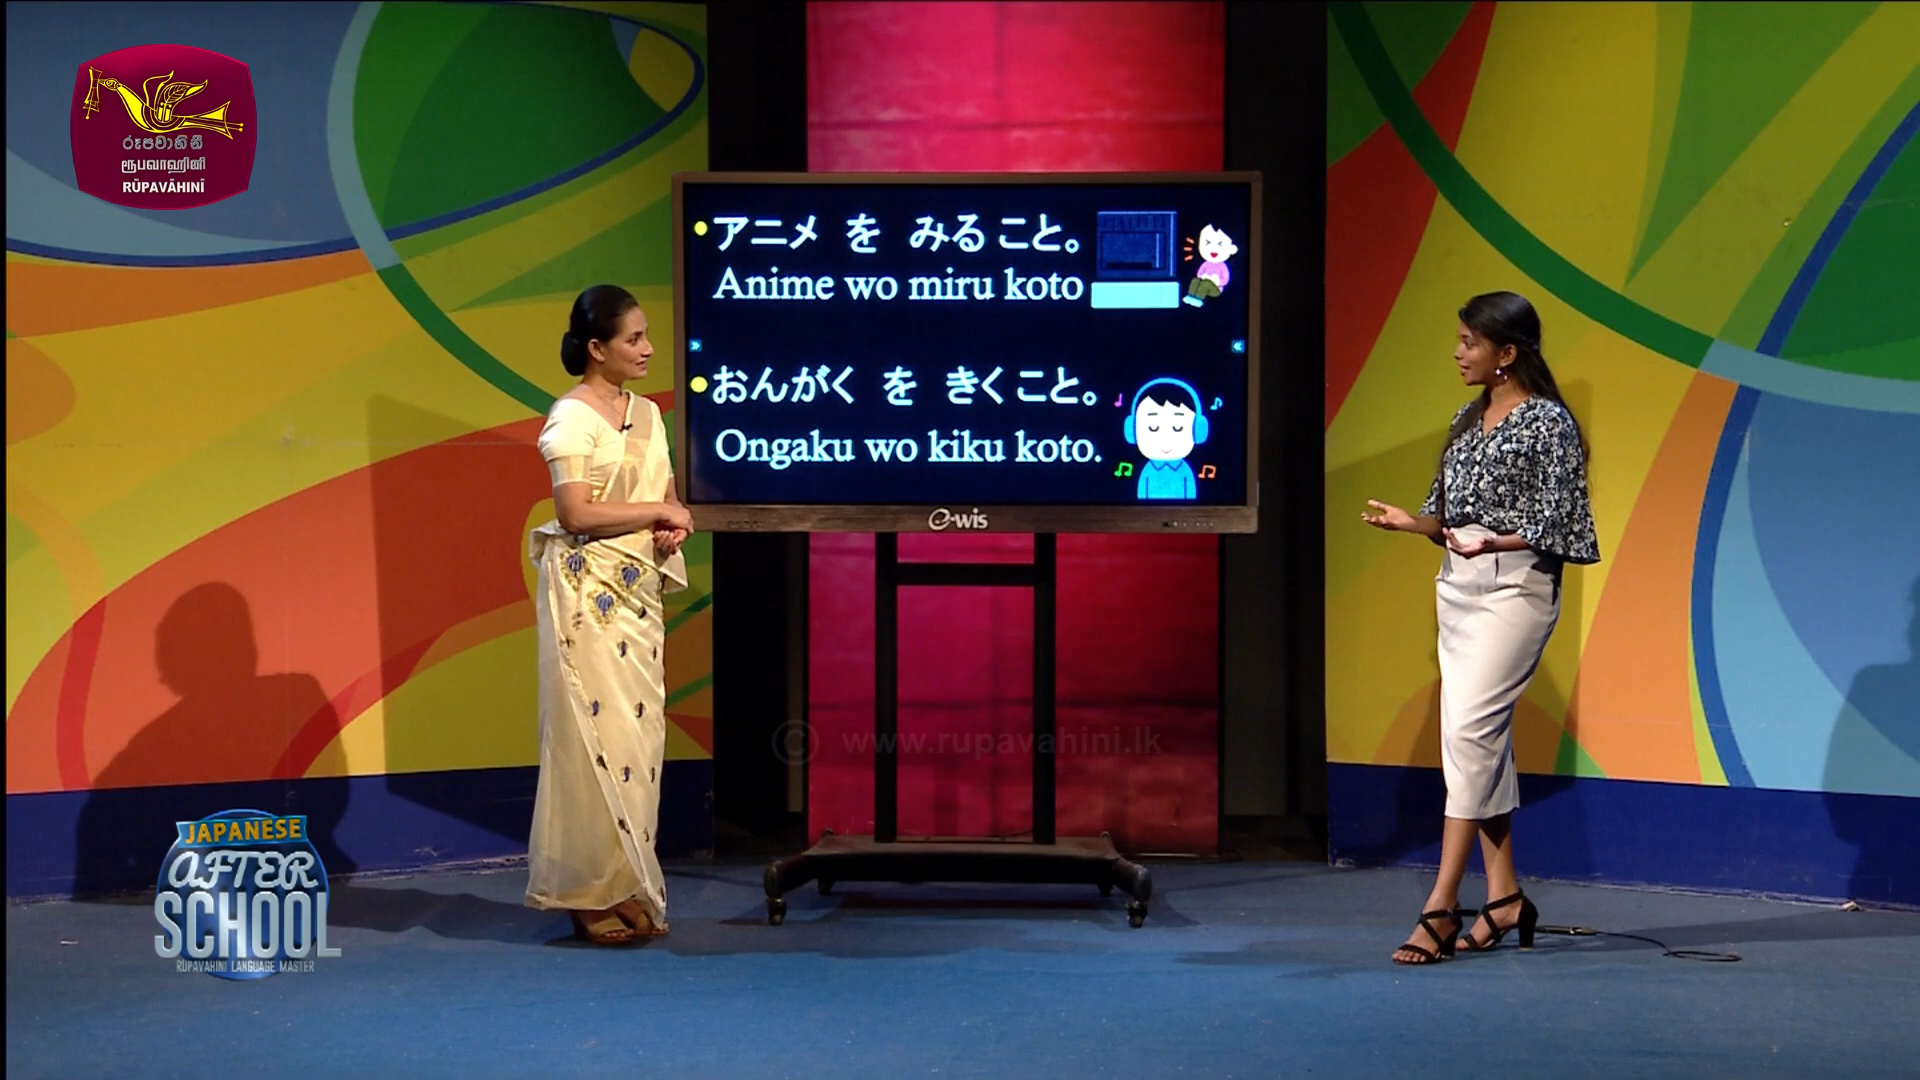 රූපවාහිනී
ரூபவாஹினி
RŪPAVĀHINĪ
アニメ を みる こと。
Anime wo miru koto
おんがく を きく こと。
Ongaku wo kiku koto.
e-wis
© www.rupavahini.lk
JAPANESE
AFTER
SCHOOL
RŪPAVAHINI LANGUAGE MASTER